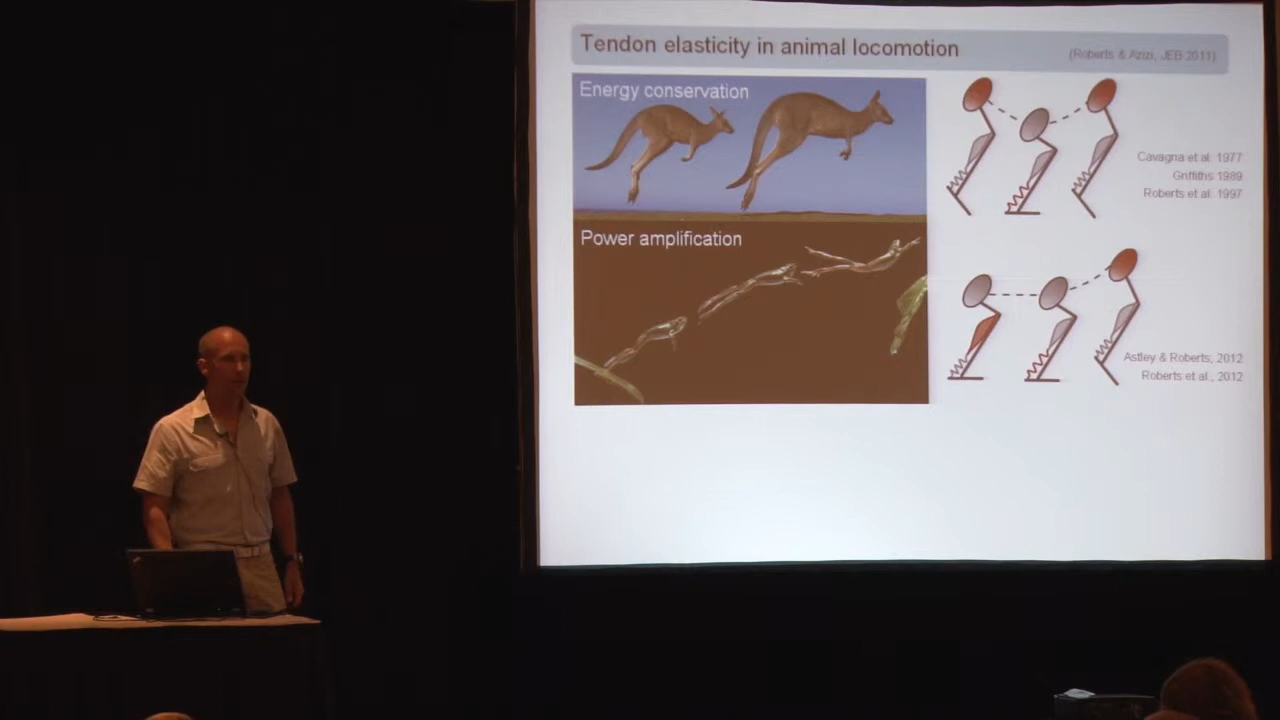 Tendon elasticity in animal locomotion
(Roberts & Azizi, JEB 2011)
Energy conservation
Cavagna et al. 1977
Griffiths 1989
Roberts et al. 1997
Power amplification
Astley & Roberts, 2012
Roberts et al., 2012